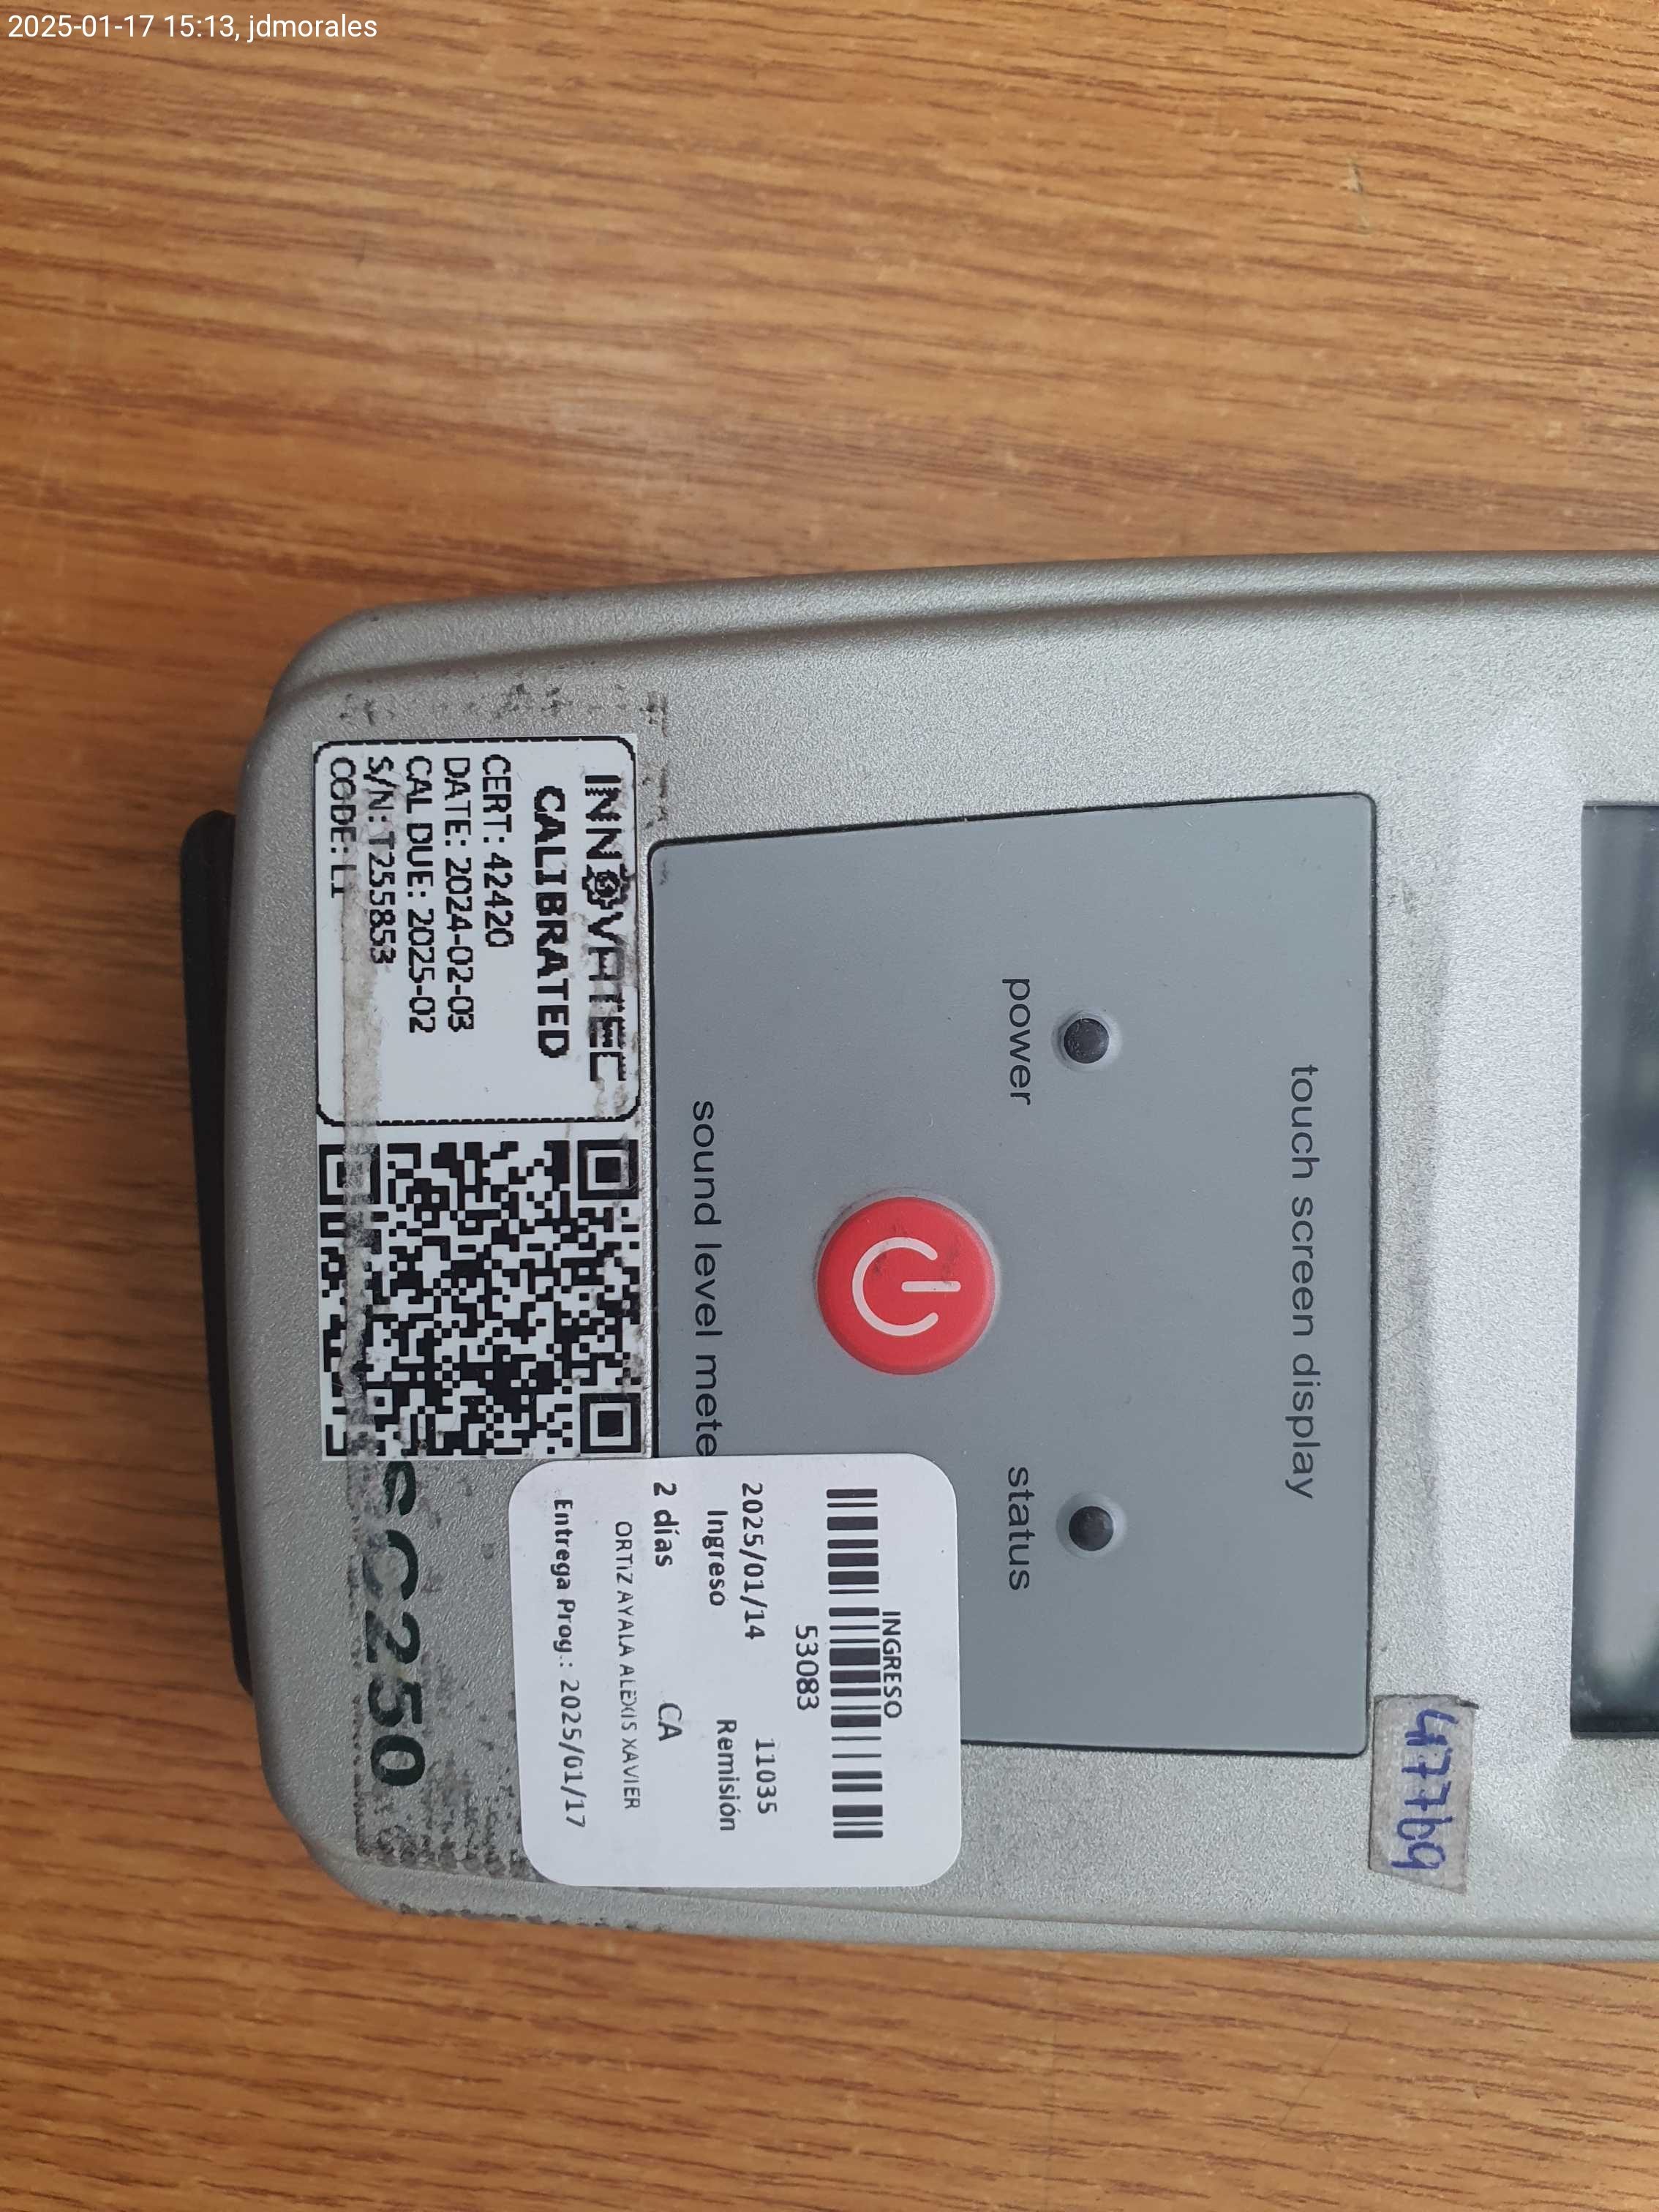 2025-01-17 15:13, jdmorales
touch screen display
power
status
sound level mete
INNOVATEC
CALIBRATED
CERT: 42420
DATE: 2024-02-03
CAL DUE: 2025-02
S/N: T255853
CODE: LI
SC250
INGRESO
53083
2025/01/14 11035
Ingreso Remisión
2 días CA
ORTIZ AYALA ALEXIS XAVIER
Entrega Prog.: 2025/01/17